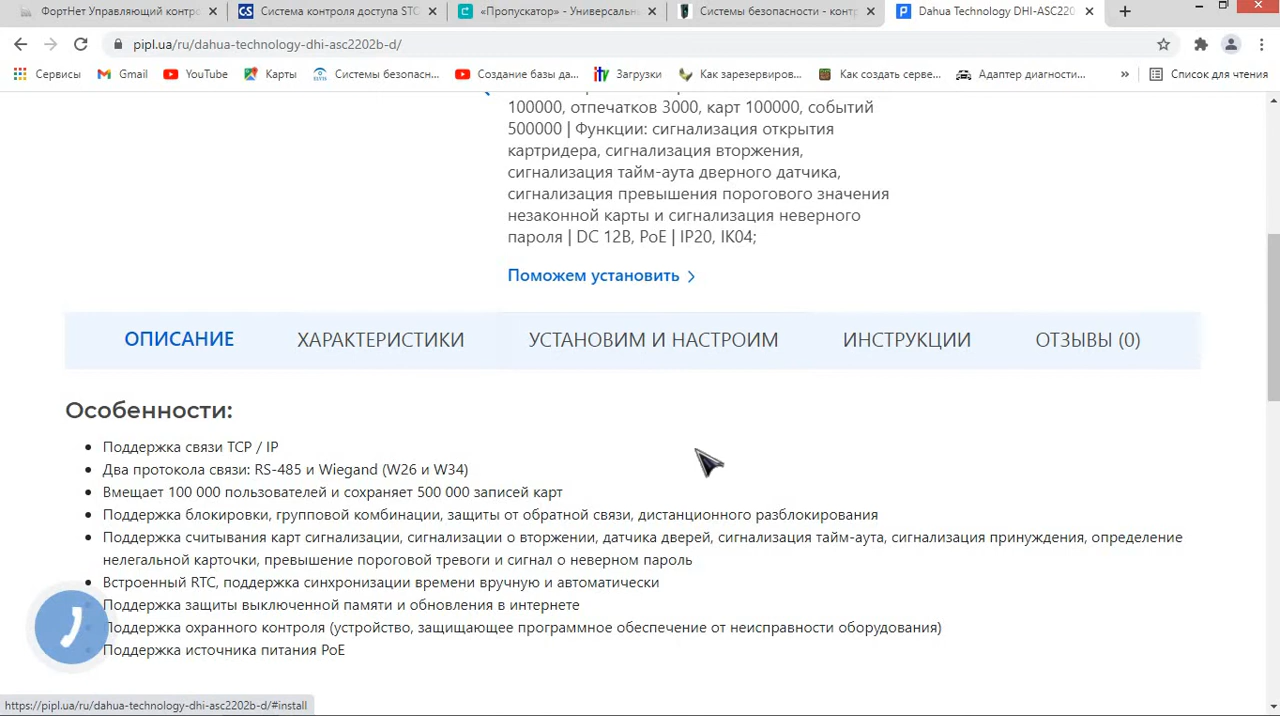 ФортНет Управляющий контро
Система контроля доступа STC
«Пропускатор» - Универсальны
Системы безопасности - контр
Dahua Technology DHI-ASC220
pipl.ua/ru/dahua-technology-dhi-asc2202b-d/
Сервисы
Gmail
YouTube
Карты
Системы безопасн...
Создание базы да...
Загрузки
Как зарезервиров...
Как создать серве...
Адаптер диагности...
»
Список для чтения
100000, отпечатков 3000, карт 100000, событий
500000 | Функции: сигнализация открытия
картридера, сигнализация вторжения,
сигнализация тайм-аута дверного датчика,
сигнализация превышения порогового значения
незаконной карты и сигнализация неверного
пароля | DC 12В, PoE | IP20, IK04;
Поможем установить
ОПИСАНИЕ
ХАРАКТЕРИСТИКИ
УСТАНОВИМ И НАСТРОИМ
ИНСТРУКЦИИ
ОТЗЫВЫ (0)
Особенности:
Поддержка связи TCP / IP
Два протокола связи: RS-485 и Wiegand (W26 и W34)
Вмещает 100 000 пользователей и сохраняет 500 000 записей карт
Поддержка блокировки, групповой комбинации, защиты от обратной связи, дистанционного разблокирования
Поддержка считывания карт сигнализации, сигнализации о вторжении, датчика дверей, сигнализация тайм-аута, сигнализация принуждения, определение
нелегальной карточки, превышение пороговой тревоги и сигнал о неверном пароль
Встроенный RTC, поддержка синхронизации времени вручную и автоматически
Поддержка защиты выключенной памяти и обновления в интернете
Поддержка охранного контроля (устройство, защищающее программное обеспечение от неисправности оборудования)
Поддержка источника питания PoE
https://pipl.ua/ru/dahua-technology-dhi-asc2202b-d/#install